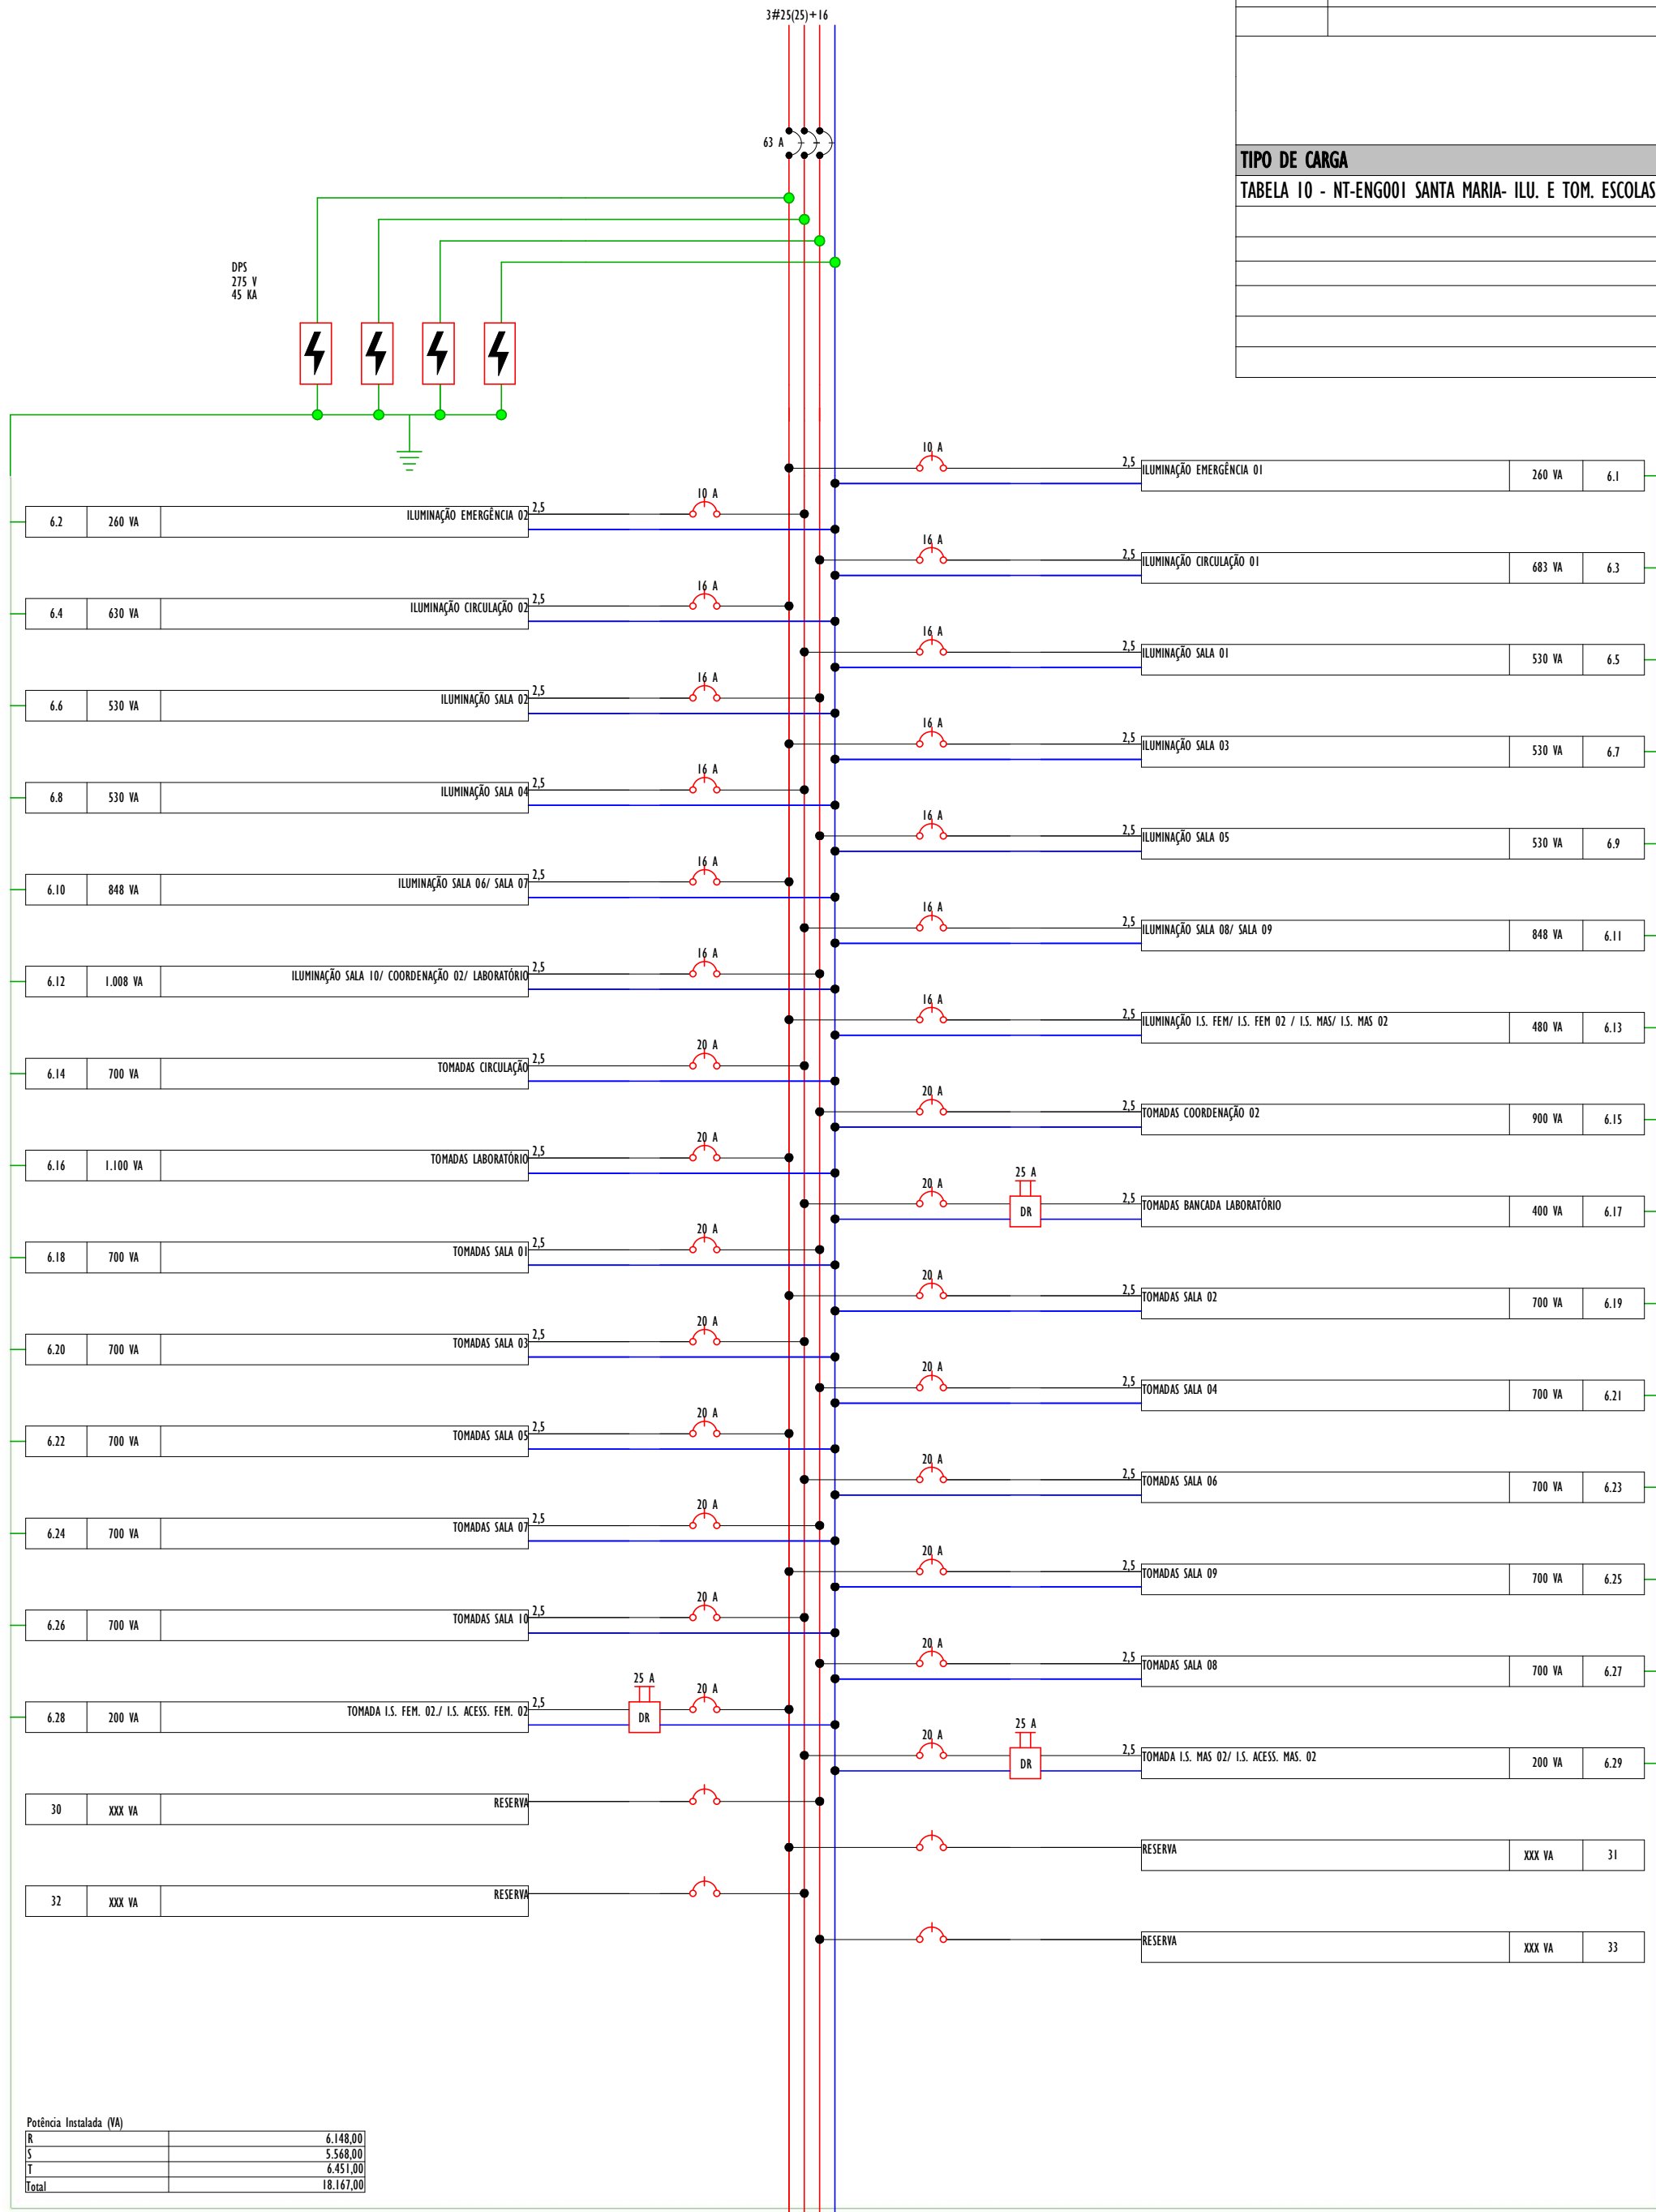 3#25(25)+16
63 A
TIPO DE CARGA
TABELA 10 - NT-ENG001 SANTA MARIA- ILU. E TOM. ESCOLAS
DPS
275 V
45 KA
10 A
2,5 ILUMINAÇÃO EMERGÊNCIA 01 260 VA 6.1
10 A
6.2 260 VA ILUMINAÇÃO EMERGÊNCIA 02 2,5
16 A
2,5 ILUMINAÇÃO CIRCULAÇÃO 01 683 VA 6.3
16 A
6.4 630 VA ILUMINAÇÃO CIRCULAÇÃO 02 2,5
16 A
2,5 ILUMINAÇÃO SALA 01 530 VA 6.5
16 A
6.6 530 VA ILUMINAÇÃO SALA 02 2,5
16 A
2,5 ILUMINAÇÃO SALA 03 530 VA 6.7
16 A
6.8 530 VA ILUMINAÇÃO SALA 04 2,5
16 A
2,5 ILUMINAÇÃO SALA 05 530 VA 6.9
16 A
6.10 848 VA ILUMINAÇÃO SALA 06/ SALA 07 2,5
16 A
2,5 ILUMINAÇÃO SALA 08/ SALA 09 848 VA 6.11
16 A
6.12 1.008 VA ILUMINAÇÃO SALA 10/ COORDENAÇÃO 02/ LABORATÓRIO 2,5
16 A
2,5 ILUMINAÇÃO I.S. FEM/ I.S. FEM 02 / I.S. MAS/ I.S. MAS 02 480 VA 6.13
20 A
6.14 700 VA TOMADAS CIRCULAÇÃO 2,5
20 A
2,5 TOMADAS COORDENAÇÃO 02 900 VA 6.15
20 A
6.16 1.100 VA TOMADAS LABORATÓRIO 2,5
20 A 25 A
DR 2,5 TOMADAS BANCADA LABORATÓRIO 400 VA 6.17
20 A
6.18 700 VA TOMADAS SALA 01 2,5
20 A
2,5 TOMADAS SALA 02 700 VA 6.19
20 A
6.20 700 VA TOMADAS SALA 03 2,5
20 A
2,5 TOMADAS SALA 04 700 VA 6.21
20 A
6.22 700 VA TOMADAS SALA 05 2,5
20 A
2,5 TOMADAS SALA 06 700 VA 6.23
20 A
6.24 700 VA TOMADAS SALA 07 2,5
20 A
2,5 TOMADAS SALA 09 700 VA 6.25
20 A
6.26 700 VA TOMADAS SALA 10 2,5
20 A
2,5 TOMADAS SALA 08 700 VA 6.27
25 A 20 A
6.28 200 VA TOMADA I.S. FEM. 02./ I.S. ACESS. FEM. 02 2,5 DR
20 A 25 A
DR 2,5 TOMADA I.S. MAS 02/ I.S. ACESS. MAS. 02 200 VA 6.29
30 XXX VA RESERVA
RESERVA XXX VA 31
32 XXX VA RESERVA
RESERVA XXX VA 33
Potência Instalada (VA)
R 6.148,00
S 5.568,00
T 6.451,00
Total 18.167,00